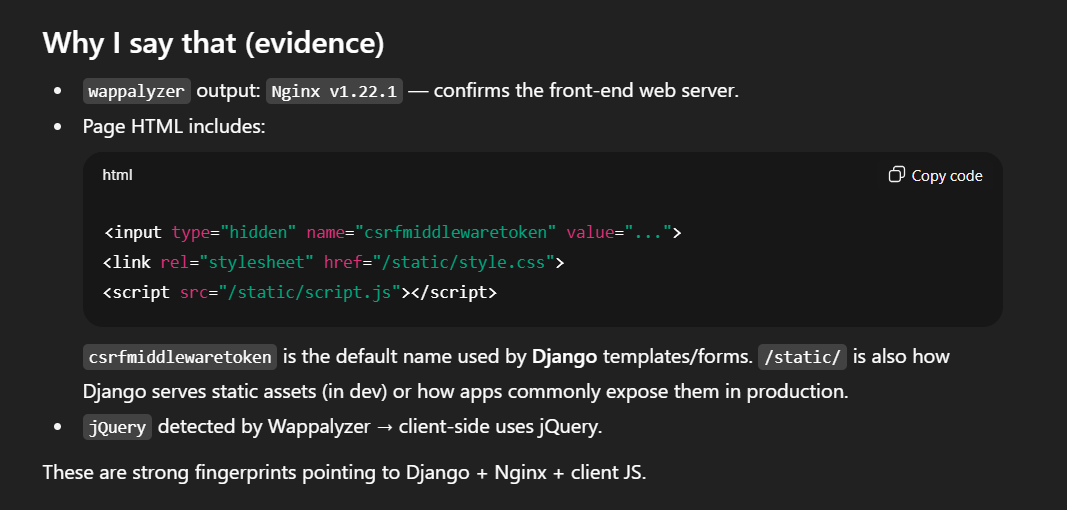 Why I say that (evidence)
• wappalyzer output: Nginx v1.22.1 — confirms the front-end web server.
• Page HTML includes:
html
Copy code
<input type="hidden" name="csrfmiddlewaretoken" value="...">
<link rel="stylesheet" href="/static/style.css">
<script src="/static/script.js"></script>
csrfmiddlewaretoken is the default name used by Django templates/forms. /static/ is also how
Django serves static assets (in dev) or how apps commonly expose them in production.
• jQuery detected by Wappalyzer → client-side uses jQuery.
These are strong fingerprints pointing to Django + Nginx + client JS.